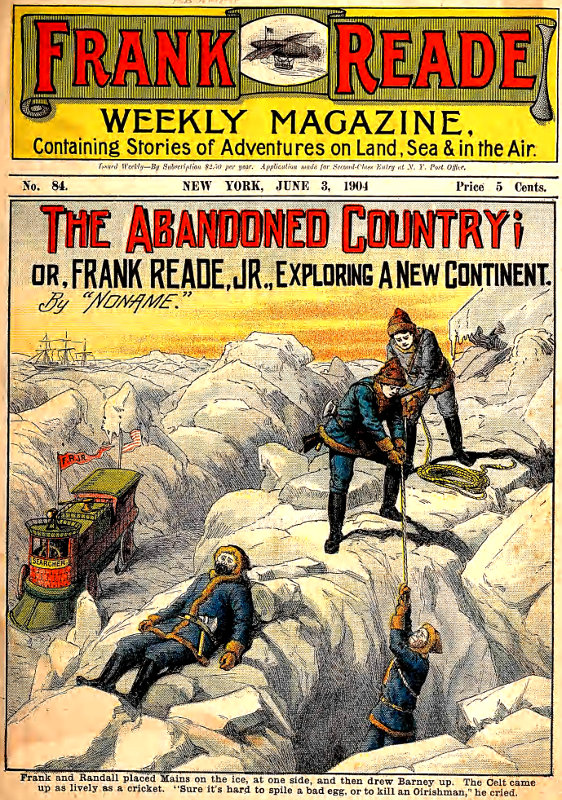 FRANK READE
WEEKLY MAGAZINE,
Containing Stories of Adventures on Land, Sea & in the Air.
Issued Weekly—By Subscription $2.50 per year. Application made for Second-Class Entry at N. Y. Post Office.
No. 84. NEW YORK, JUNE 3, 1904 Price 5 Cents.
THE ABANDONED COUNTRY;
OR, FRANK READE, JR., EXPLORING A NEW CONTINENT.
By "NONAME."
F.R.JR.
SEARCHER
Frank and Randall placed Mains on the ice, at one side, and then drew Barney up. The Celt came
up as lively as a cricket. "Sure it's hard to spile a bad egg, or to kill an Oirishman," he cried.